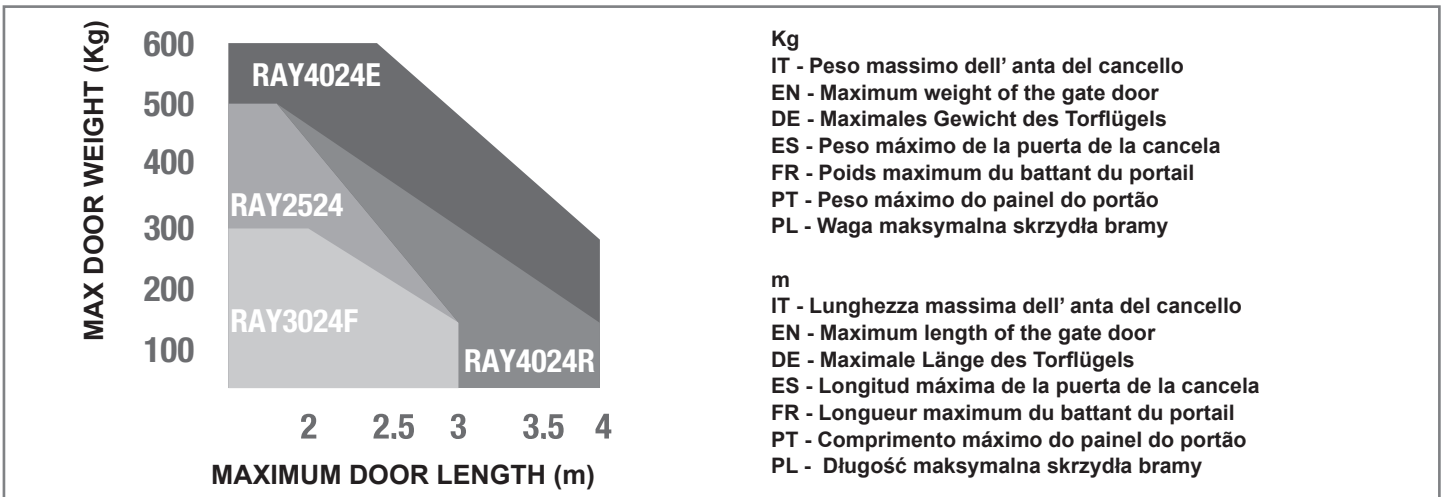 MAX DOOR WEIGHT (Kg)
600
500
400
300
200
100
RAY4024E
RAY2524
RAY3024F
RAY4024R
2 2.5 3 3.5 4
MAXIMUM DOOR LENGTH (m)
Kg
IT - Peso massimo dell' anta del cancello
EN - Maximum weight of the gate door
DE - Maximales Gewicht des Torflügels
ES - Peso máximo de la puerta de la cancela
FR - Poids maximum du battant du portail
PT - Peso máximo do painel do portão
PL - Waga maksymalna skrzydła bramy
m
IT - Lunghezza massima dell' anta del cancello
EN - Maximum length of the gate door
DE - Maximale Länge des Torflügels
ES - Longitud máxima de la puerta de la cancela
FR - Longueur maximum du battant du portail
PT - Comprimento máximo do painel do portão
PL - Długość maksymalna skrzydła bramy